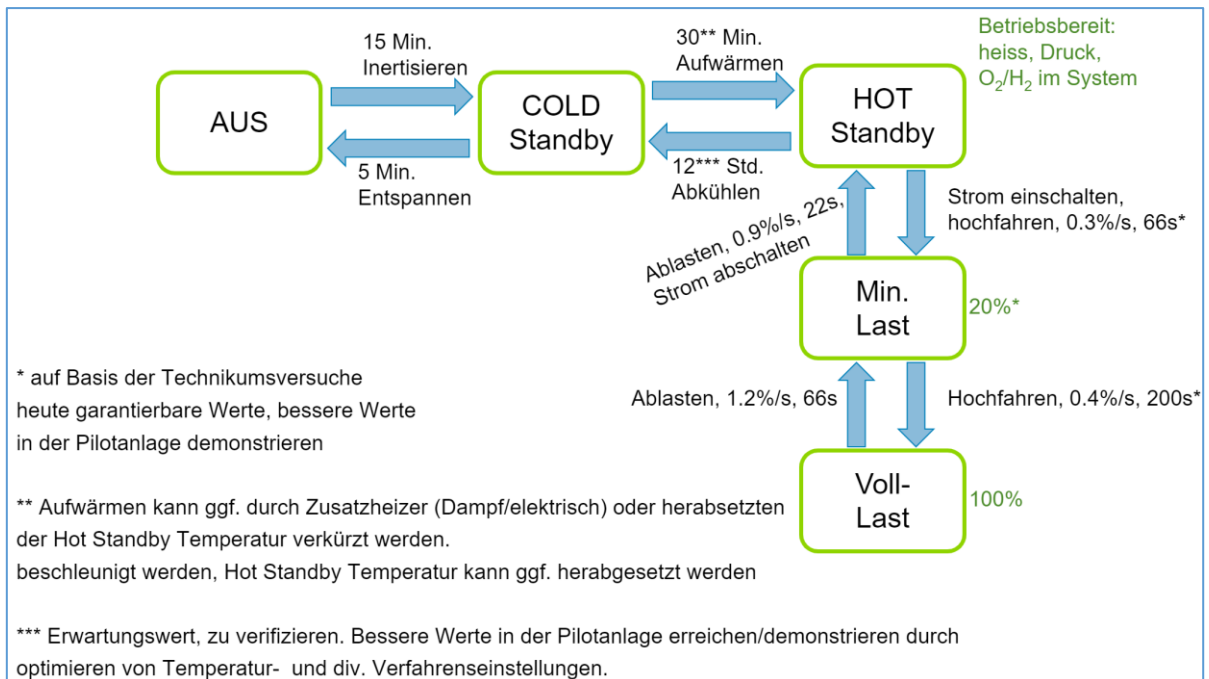 AUS
15 Min.
Inertisieren
5 Min.
Entspannen
COLD
Standby
30** Min.
Aufwärmen
12*** Std.
Abkühlen
HOT
Standby
Betriebsbereit:
heiss, Druck,
O₂/H₂ im System
Ablasten, 0.9%/s, 22s,
Strom abschalten
Strom einschalten,
hochfahren, 0.3%/s, 66s*
Min.
Last
20%*
Ablasten, 1.2%/s, 66s
Hochfahren, 0.4%/s, 200s*
Voll-
Last
100%
* auf Basis der Technikumsversuche
heute garantierbare Werte, bessere Werte
in der Pilotanlage demonstrieren
** Aufwärmen kann ggf. durch Zusatzheizer (Dampf/elektrisch) oder herabsetzten
der Hot Standby Temperatur verkürzt werden.
beschleunigt werden, Hot Standby Temperatur kann ggf. herabgesetzt werden
*** Erwartungswert, zu verifizieren. Bessere Werte in der Pilotanlage erreichen/demonstrieren durch
optimieren von Temperatur- und div. Verfahrenseinstellungen.